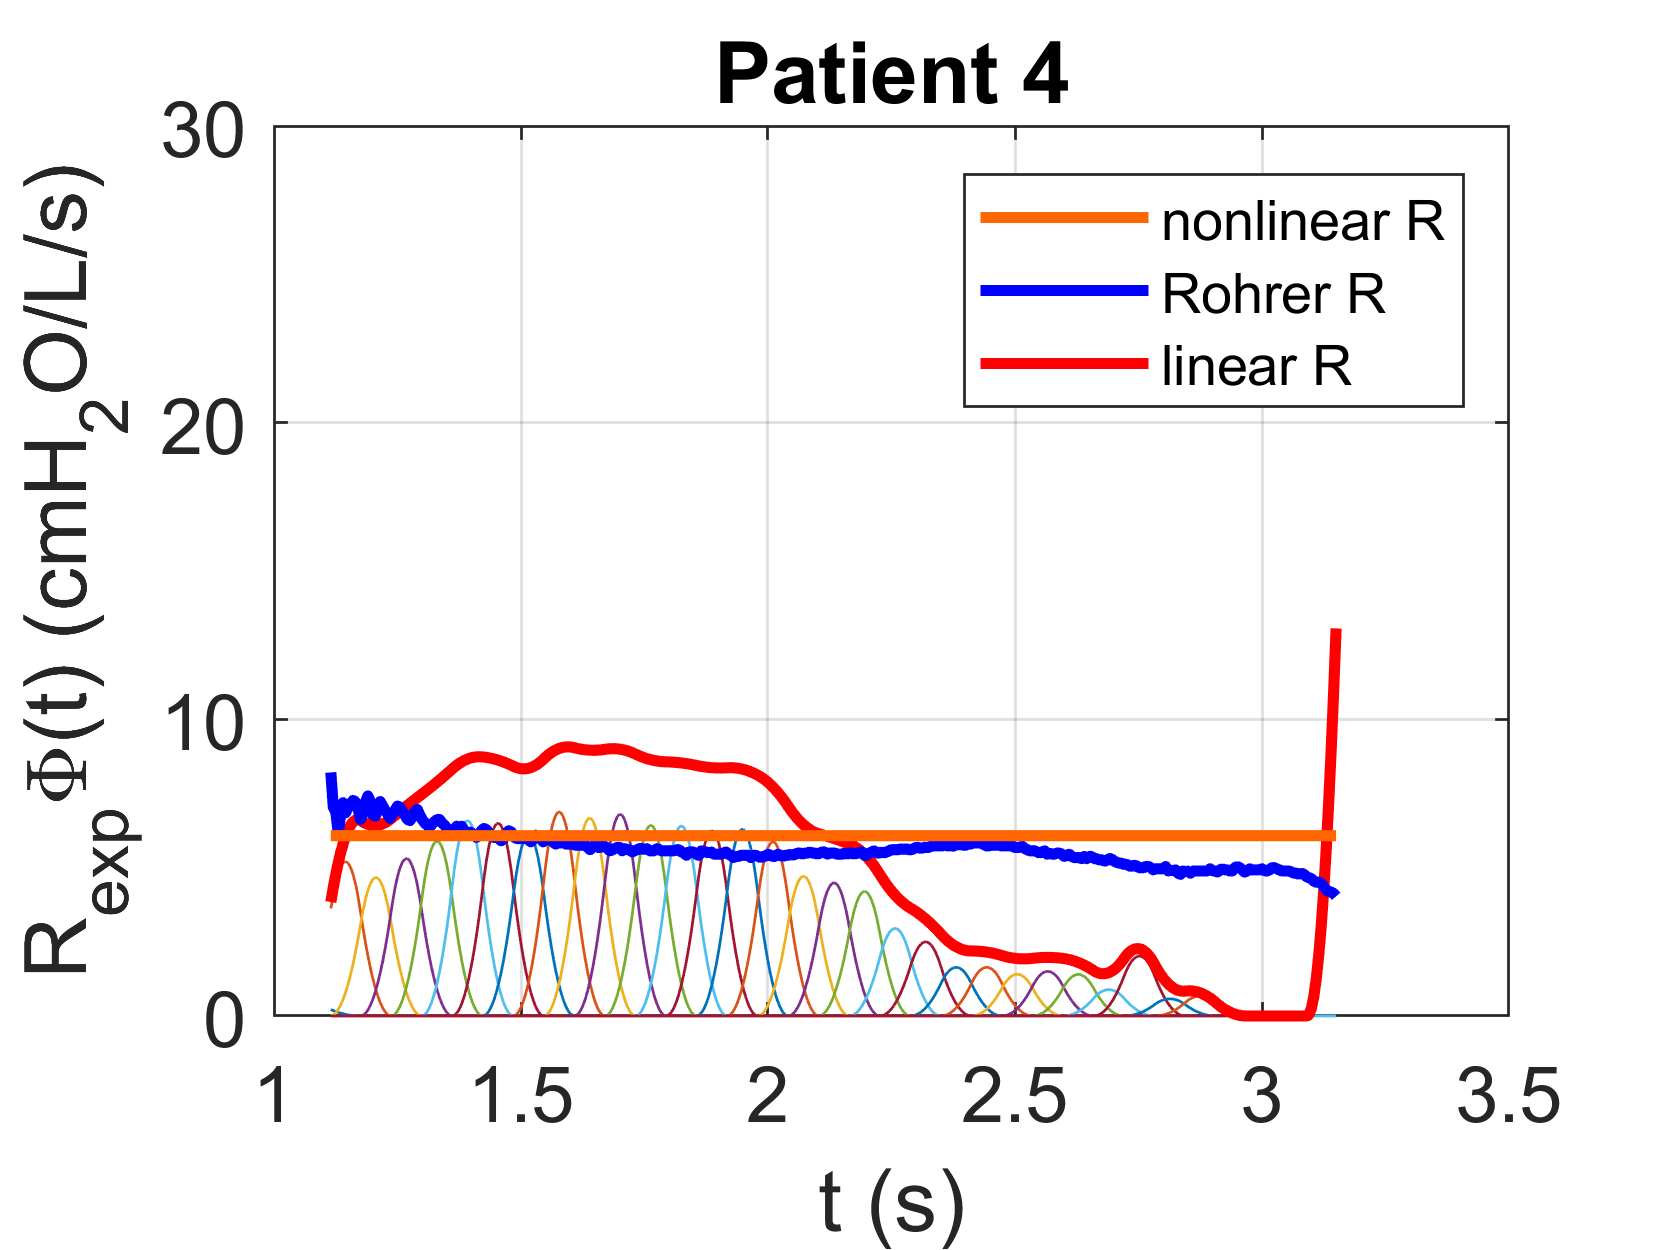 Patient 4
30
20
10
0
R_expΦ(t) (cmH_2O/L/s)
nonlinear R
Rohrer R
linear R
1 1.5 2 2.5 3 3.5
t (s)